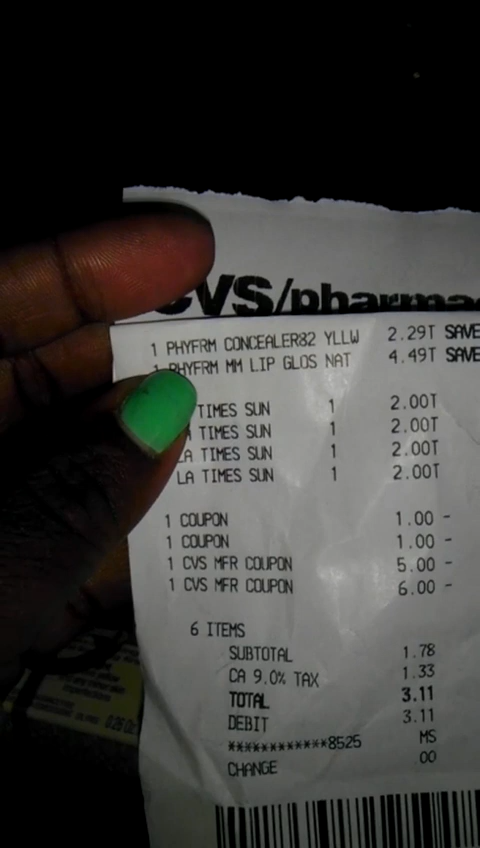 CVS/pharmac
1 PHYFRM CONCEALER82 YLLW 2.29T SAVE
1 PHYFRM MM LIP GLOS NAT 4.49T SAVE
TIMES SUN 1 2.00T
A TIMES SUN 1 2.00T
LA TIMES SUN 1 2.00T
LA TIMES SUN 1 2.00T
1 COUPON 1.00 -
1 COUPON 1.00 -
1 CVS MFR COUPON 5.00 -
1 CVS MFR COUPON 6.00 -
6 ITEMS
SUBTOTAL 1.78
CA 9.0% TAX 1.33
TOTAL 3.11
DEBIT 3.11
************8525 MS
CHANGE 00